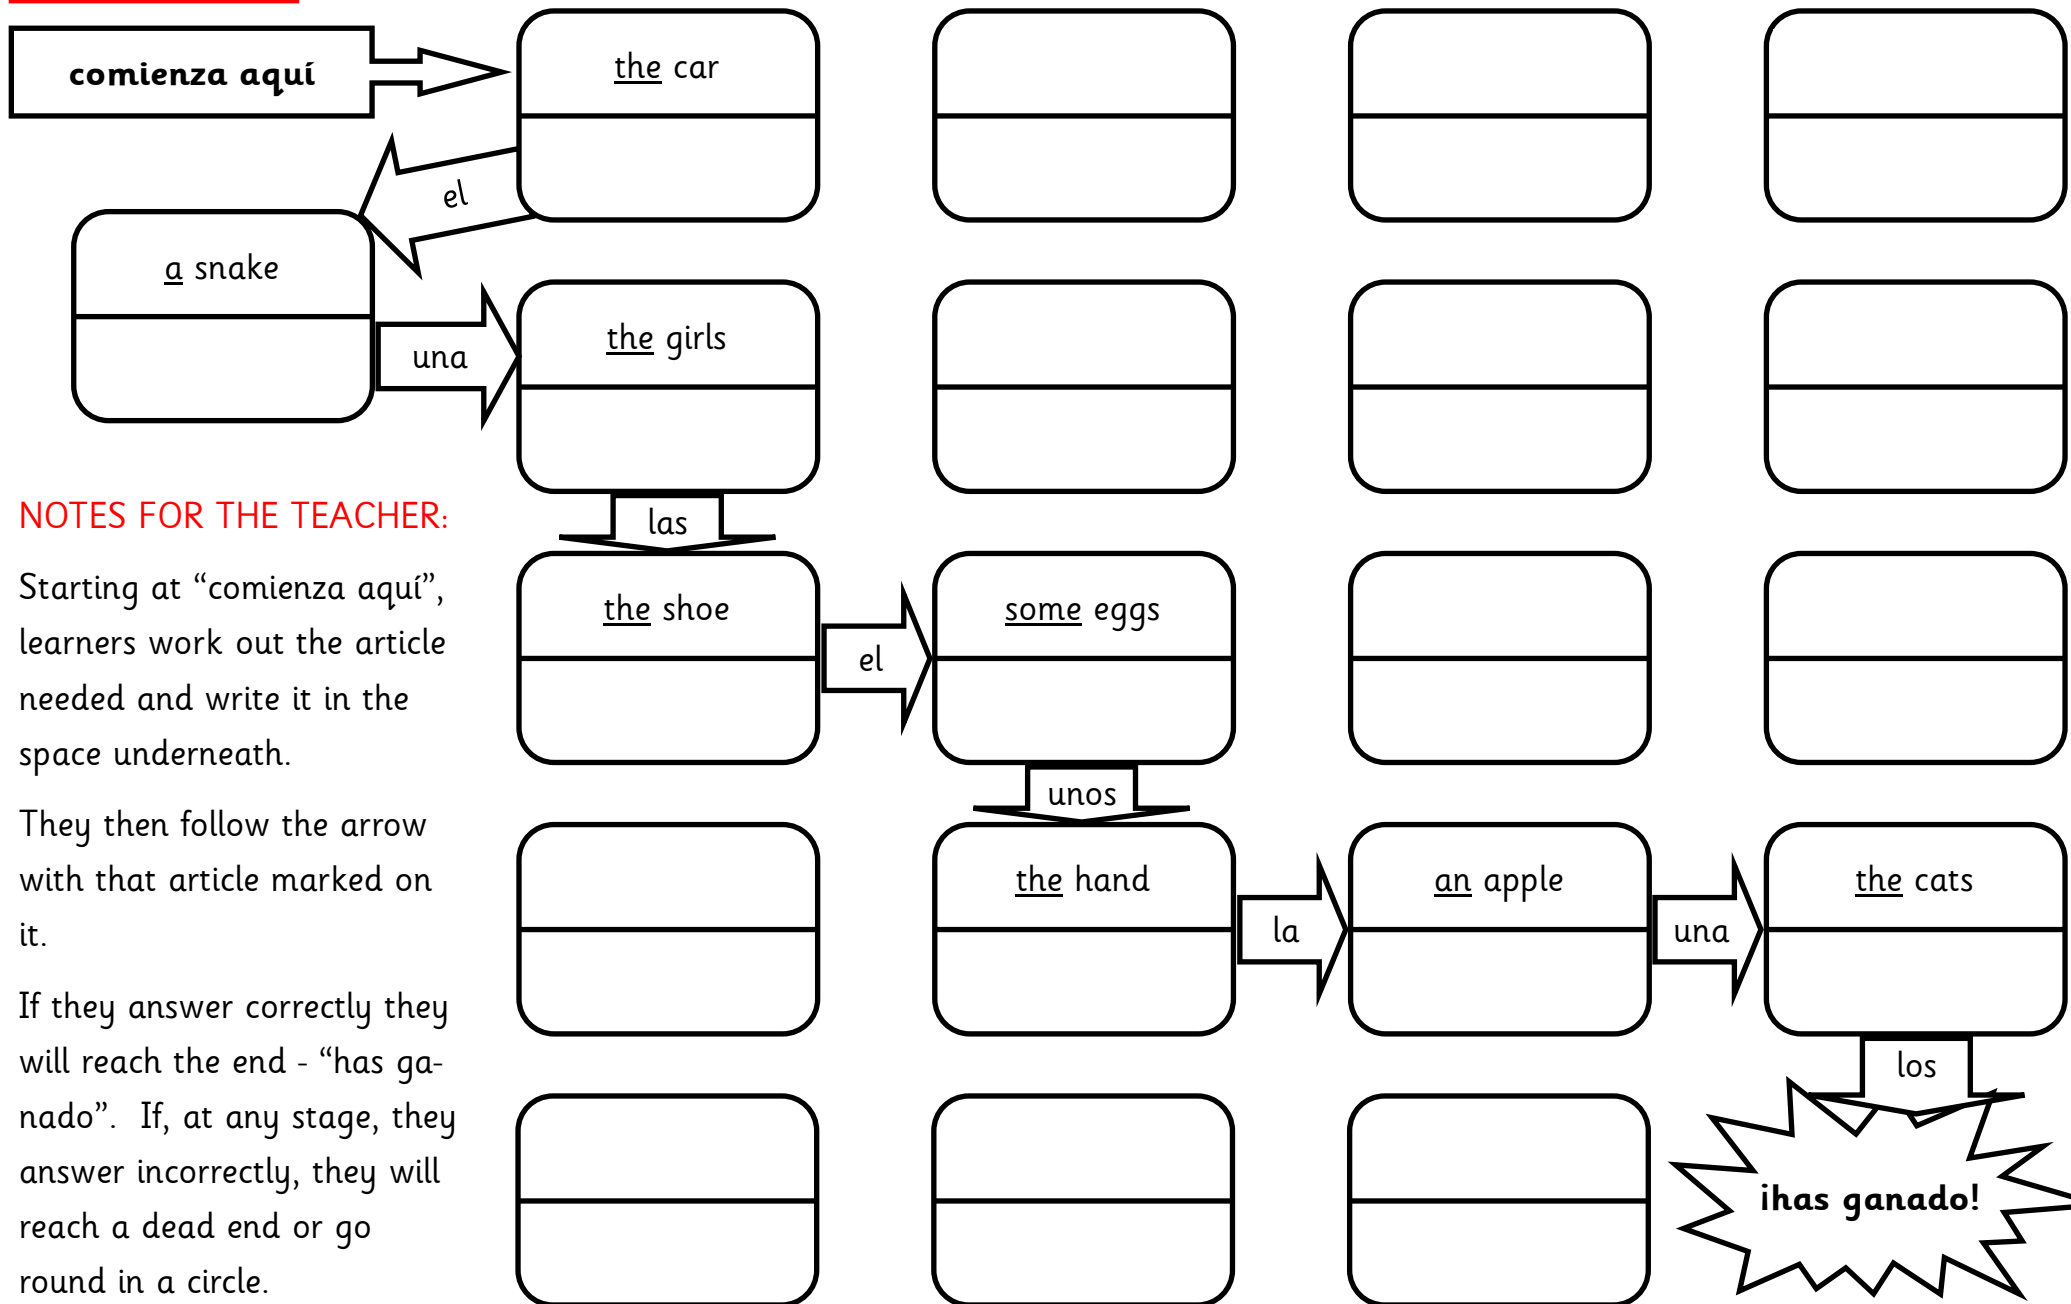 comienza aquí
the car
el
a snake
una
the girls
las
the shoe
el
some eggs
unos
the hand
la
an apple
una
the cats
los
¡has ganado!
NOTES FOR THE TEACHER:
Starting at “comienza aquí”,
learners work out the article
needed and write it in the
space underneath.
They then follow the arrow
with that article marked on
it.
If they answer correctly they
will reach the end - “has ga-
nado”.  If, at any stage, they
answer incorrectly, they will
reach a dead end or go
round in a circle.